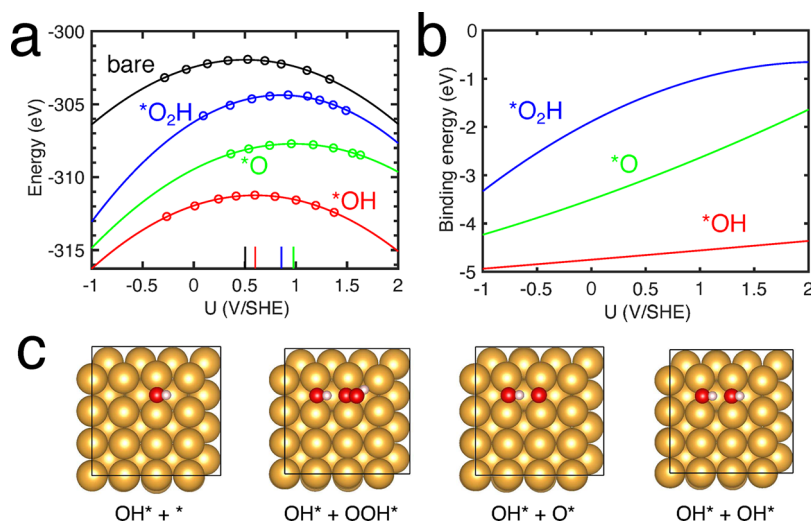 a
Energy (eV)
-300
-305
-310
-315
bare
*O₂H
*O
*OH
-1 -0.5 0 0.5 1 1.5 2
U (V/SHE)
b
Binding energy (eV)
0
-1
-2
-3
-4
-5
*O₂H
*O
*OH
-1 -0.5 0 0.5 1 1.5 2
U (V/SHE)
c
OH* + * OH* + OOH* OH* + O* OH* + OH*